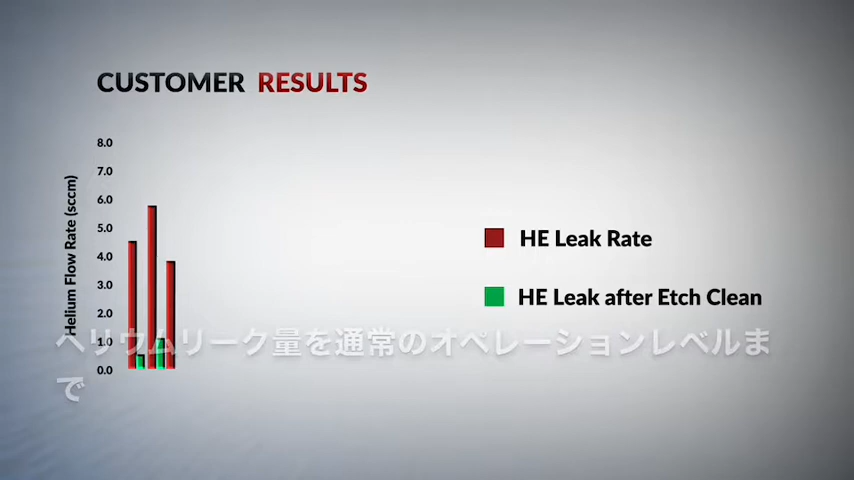 CUSTOMER RESULTS
8.0
7.0
6.0
5.0
4.0
3.0
2.0
1.0
0.0
Helium Flow Rate (sccm)
HE Leak Rate
HE Leak after Etch Clean
ヘリウムリーク量を通常のオペレーションレベルま
で